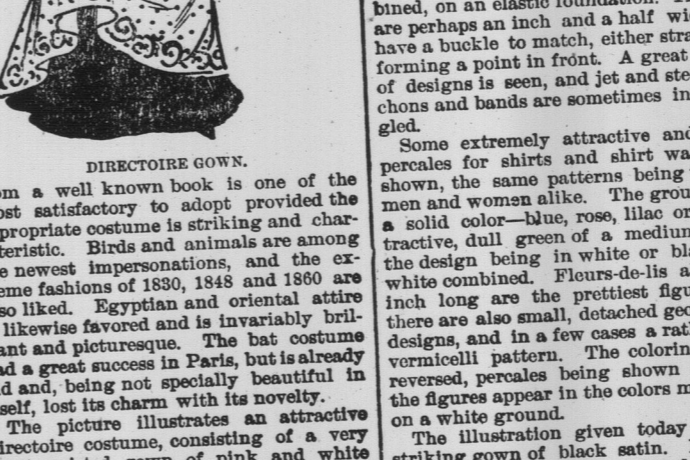 DIRECTOIRE GOWN.
om a well known book is one of the
ost satisfactory to adopt provided the
propriate costume is striking and char-
teristic. Birds and animals are among
e newest impersonations, and the ex-
eme fashions of 1830, 1848 and 1860 are
so liked. Egyptian and oriental attire
likewise favored and is invariably bril-
ant and picturesque. The bat costume
ad a great success in Paris, but is already
d and, being not specially beautiful in
self, lost its charm with its novelty.
The picture illustrates an attractive
irectoire costume, consisting of a very
gown of pink and white
bined, on an elastic foundation.
are perhaps an inch and a half wi
have a buckle to match, either stra
forming a point in front. A great
of designs is seen, and jet and ste
chons and bands are sometimes in
gled.
Some extremely attractive and
percales for shirts and shirt wa
shown, the same patterns being
men and women alike. The grou
a solid color—blue, rose, lilac or
tractive, dull green of a medium
the design being in white or bla
white combined. Fleurs-de-lis a
inch long are the prettiest figu
there are also small, detached geo
designs, and in a few cases a rat
vermicelli pattern. The colorin
reversed, percales being shown
the figures appear in the colors m
on a white ground.
The illustration given today
striking gown of black satin.